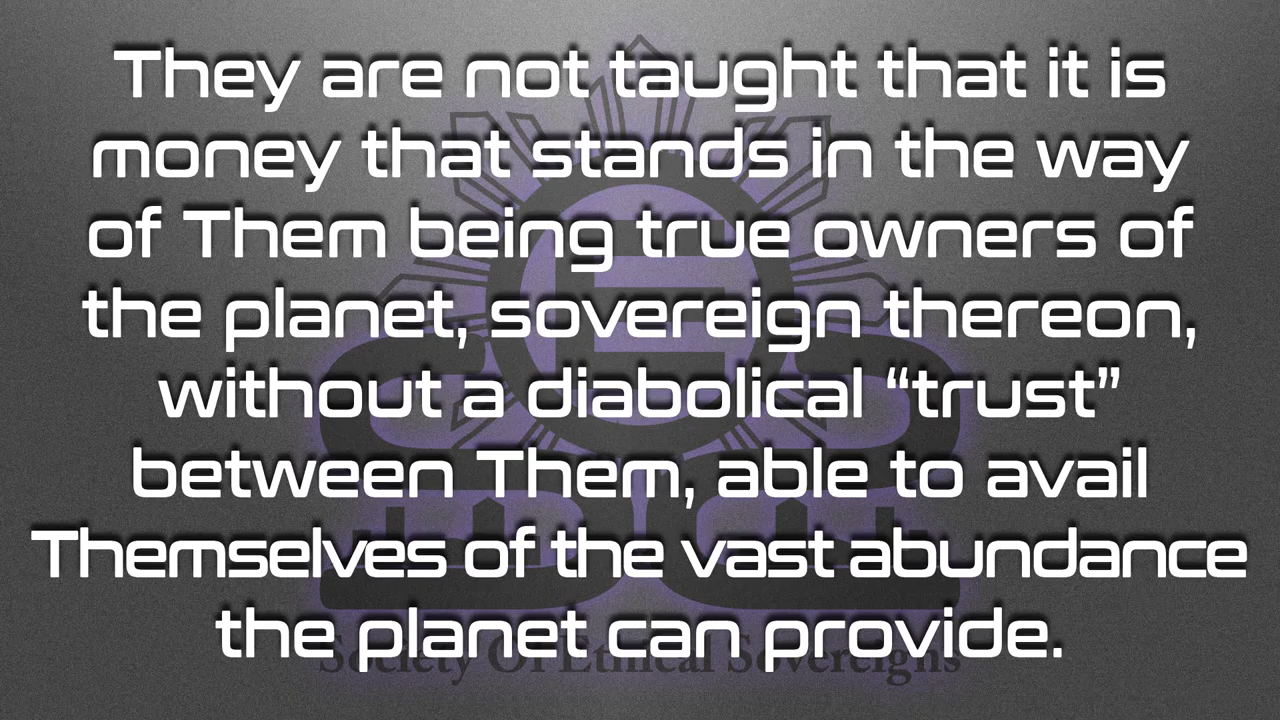 They are not taught that it is
money that stands in the way
of Them being true owners of
the planet, sovereign thereon,
without a diabolical “trust”
between Them, able to avail
Themselves of the vast abundance
the planet can provide.
Society Of Ethical Sovereigns